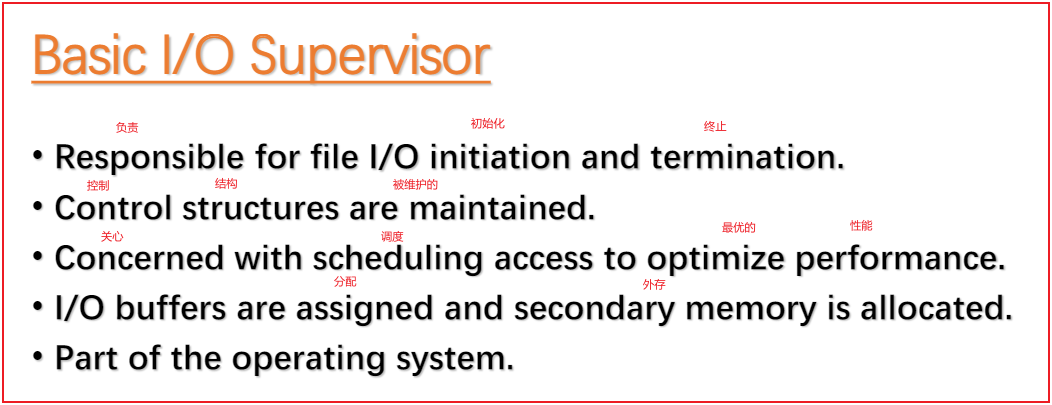 Basic I/O Supervisor
负责 初始化 终止
• Responsible for file I/O initiation and termination.
控制 结构 被维护的
• Control structures are maintained.
关心 调度 最优的 性能
• Concerned with scheduling access to optimize performance.
分配 外存
• I/O buffers are assigned and secondary memory is allocated.
• Part of the operating system.